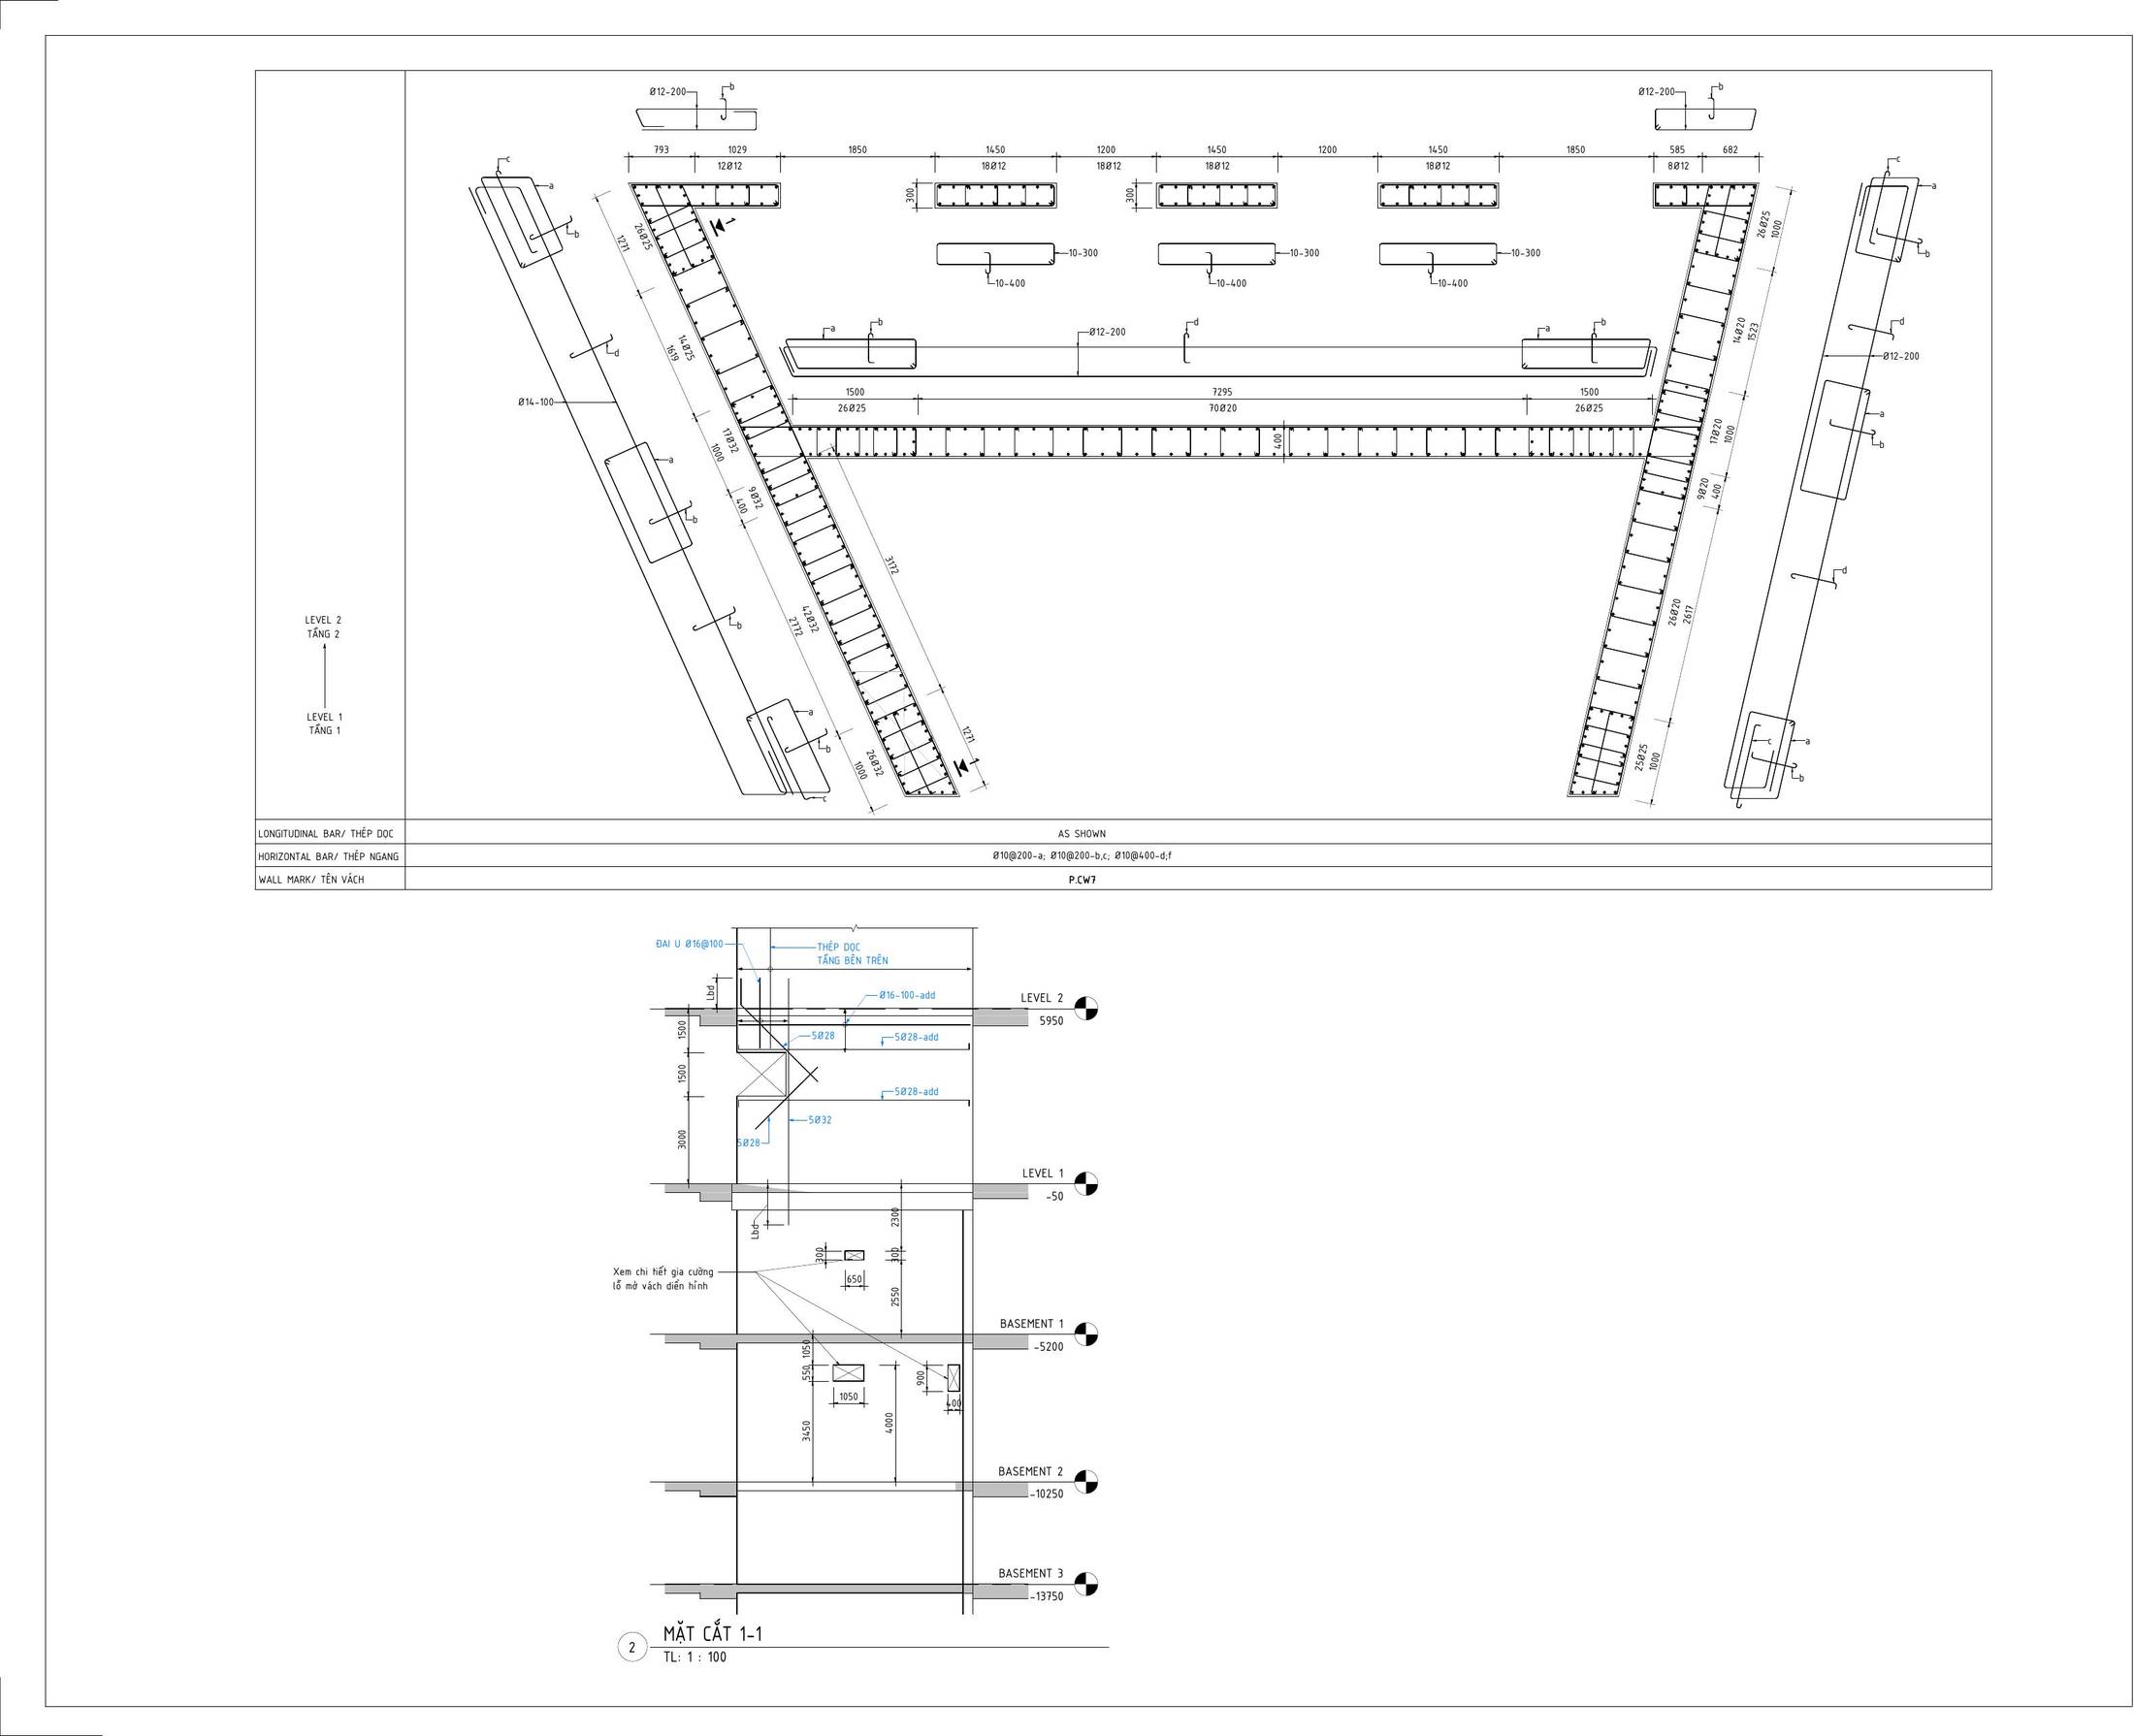 Ø12-200
b
Ø12-200
b
793
1029
1850
1450
1200
1450
1200
1450
1850
585
682
12Ø12
18Ø12
18Ø12
18Ø12
18Ø12
8Ø12
c
a
b
300
300
1
c
a
b
1271
26Ø25
26Ø25
1000
10-300
10-300
10-300
10-400
10-400
10-400
d
Ø14-100
1619
14Ø25
a
b
Ø12-200
d
a
b
14Ø20
1523
d
Ø12-200
1500
7295
1500
26Ø25
70Ø20
26Ø25
400
17Ø32
1000
17Ø20
1000
a
b
a
b
9Ø32
400
9Ø20
400
3172
42Ø32
2772
26Ø20
2617
b
d
a
b
c
26Ø32
1000
1271
1
25Ø25
1000
c
a
b
LEVEL 2
TẦNG 2
LEVEL 1
TẦNG 1
LONGITUDINAL BAR/ THÉP DỌC
AS SHOWN
HORIZONTAL BAR/ THÉP NGANG
Ø10@200-a; Ø10@200-b,c; Ø10@400-d;f
WALL MARK/ TÊN VÁCH
P.CW7
ĐAI U Ø16@100
THÉP DỌC
TẦNG BÊN TRÊN
Lbd
Ø16-100-add
LEVEL 2
5950
1500
5Ø28
5Ø28-add
1500
5Ø28-add
5Ø32
3000
5Ø28
LEVEL 1
-50
Lbd
2300
300
300
650
Xem chi tiết gia cường
lỗ mở vách điển hình
2550
BASEMENT 1
-5200
1050
550
1050
900
400
3450
4000
BASEMENT 2
-10250
BASEMENT 3
-13750
2
MẶT CẮT 1-1
TL: 1 : 100